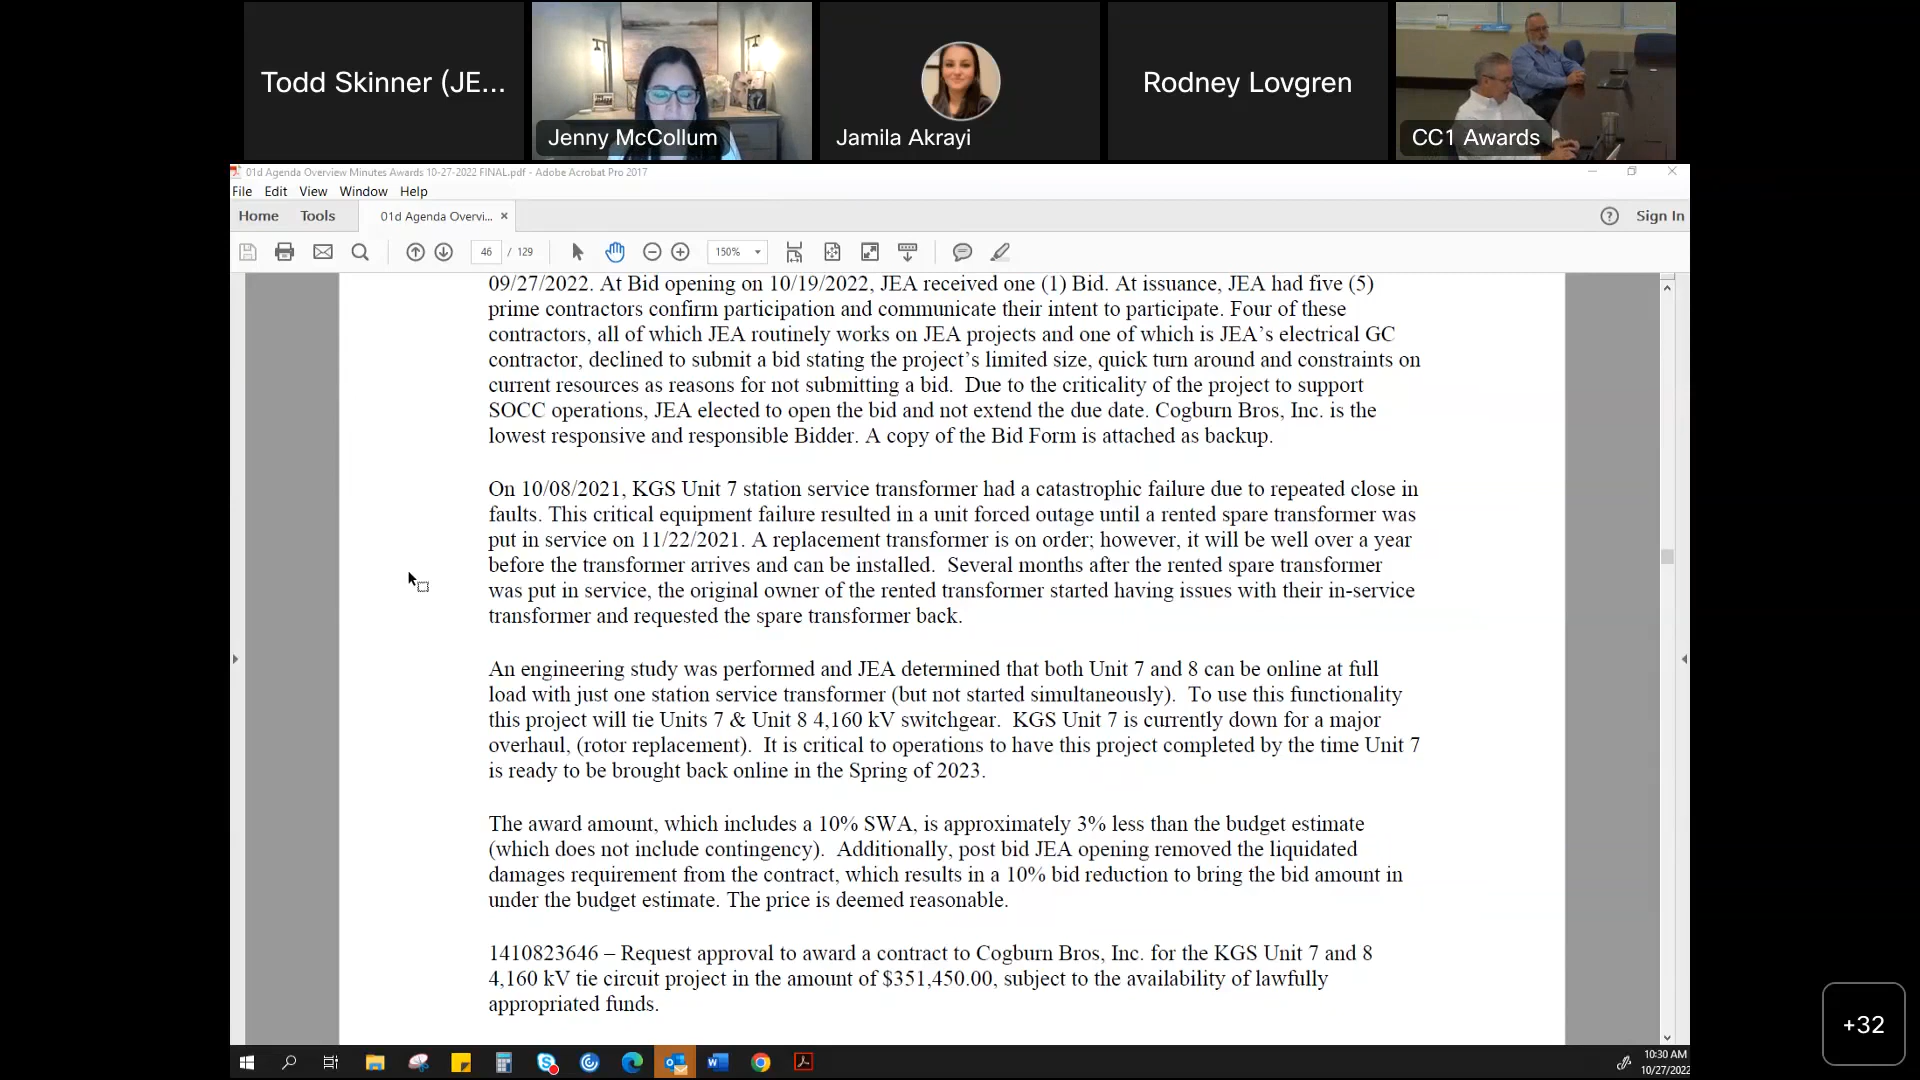 Todd Skinner (JE...
Jenny McCollum
Jamila Akrayi
Rodney Lovgren
CC1 Awards
01d Agenda Overview Minutes Awards 10-27-2022 FINAL.pdf - Adobe Acrobat Pro 2017
File Edit View Window Help
Home Tools 01d Agenda Overvi... × Sign In
46 / 129 150%
09/27/2022. At Bid opening on 10/19/2022, JEA received one (1) Bid. At issuance, JEA had five (5)
prime contractors confirm participation and communicate their intent to participate. Four of these
contractors, all of which JEA routinely works on JEA projects and one of which is JEA's electrical GC
contractor, declined to submit a bid stating the project's limited size, quick turn around and constraints on
current resources as reasons for not submitting a bid. Due to the criticality of the project to support
SOCC operations, JEA elected to open the bid and not extend the due date. Cogburn Bros, Inc. is the
lowest responsive and responsible Bidder. A copy of the Bid Form is attached as backup.
On 10/08/2021, KGS Unit 7 station service transformer had a catastrophic failure due to repeated close in
faults. This critical equipment failure resulted in a unit forced outage until a rented spare transformer was
put in service on 11/22/2021. A replacement transformer is on order; however, it will be well over a year
before the transformer arrives and can be installed. Several months after the rented spare transformer
was put in service, the original owner of the rented transformer started having issues with their in-service
transformer and requested the spare transformer back.
An engineering study was performed and JEA determined that both Unit 7 and 8 can be online at full
load with just one station service transformer (but not started simultaneously). To use this functionality
this project will tie Units 7 & Unit 8 4,160 kV switchgear. KGS Unit 7 is currently down for a major
overhaul, (rotor replacement). It is critical to operations to have this project completed by the time Unit 7
is ready to be brought back online in the Spring of 2023.
The award amount, which includes a 10% SWA, is approximately 3% less than the budget estimate
(which does not include contingency). Additionally, post bid JEA opening removed the liquidated
damages requirement from the contract, which results in a 10% bid reduction to bring the bid amount in
under the budget estimate. The price is deemed reasonable.
1410823646 – Request approval to award a contract to Cogburn Bros, Inc. for the KGS Unit 7 and 8
4,160 kV tie circuit project in the amount of $351,450.00, subject to the availability of lawfully
appropriated funds.
+32
10:30 AM
10/27/2022